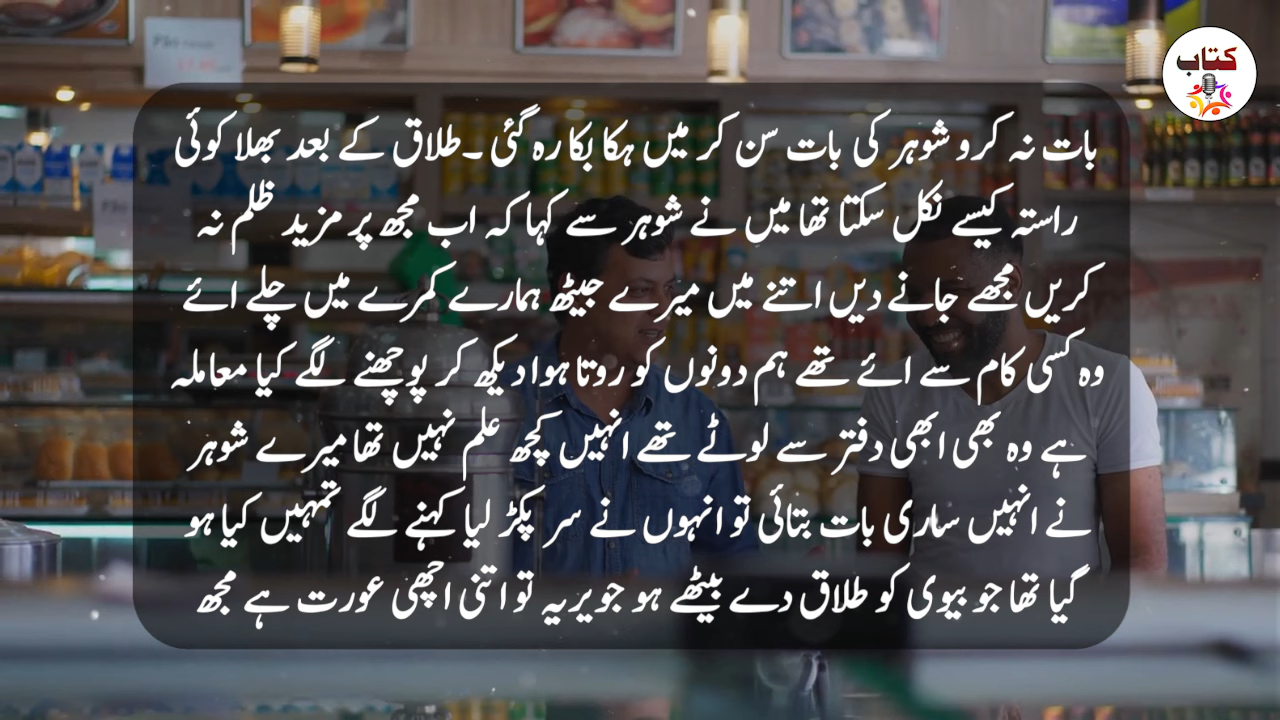 کتاب
بات نہ کرو شوہر کی بات سن کر میں ہکا بکا رہ گئی۔طلاق کے بعد بھلا کوئی
راستہ کیسے نکل سکتا تھا میں نے شوہر سے کہا کہ اب مجھ پر مزید ظلم نہ
کریں مجھے جانے دیں اتنے میں میرے جیٹھ ہمارے کمرے میں چلے ائے
وہ کسی کام سے ائے تھے ہم دونوں کو روتا ہوا دیکھ کر پوچھنے لگے کیا معاملہ
ہے وہ بھی ابھی دفتر سے لوٹے تھے انہیں کچھ علم نہیں تھا میرے شوہر
نے انہیں ساری بات بتائی تو انہوں نے سر پکڑ لیا کہنے لگے تمہیں کیا ہو
گیا تھا جو بیوی کو طلاق دے بیٹھے ہو جویریہ تو اتنی اچھی عورت ہے مجھ